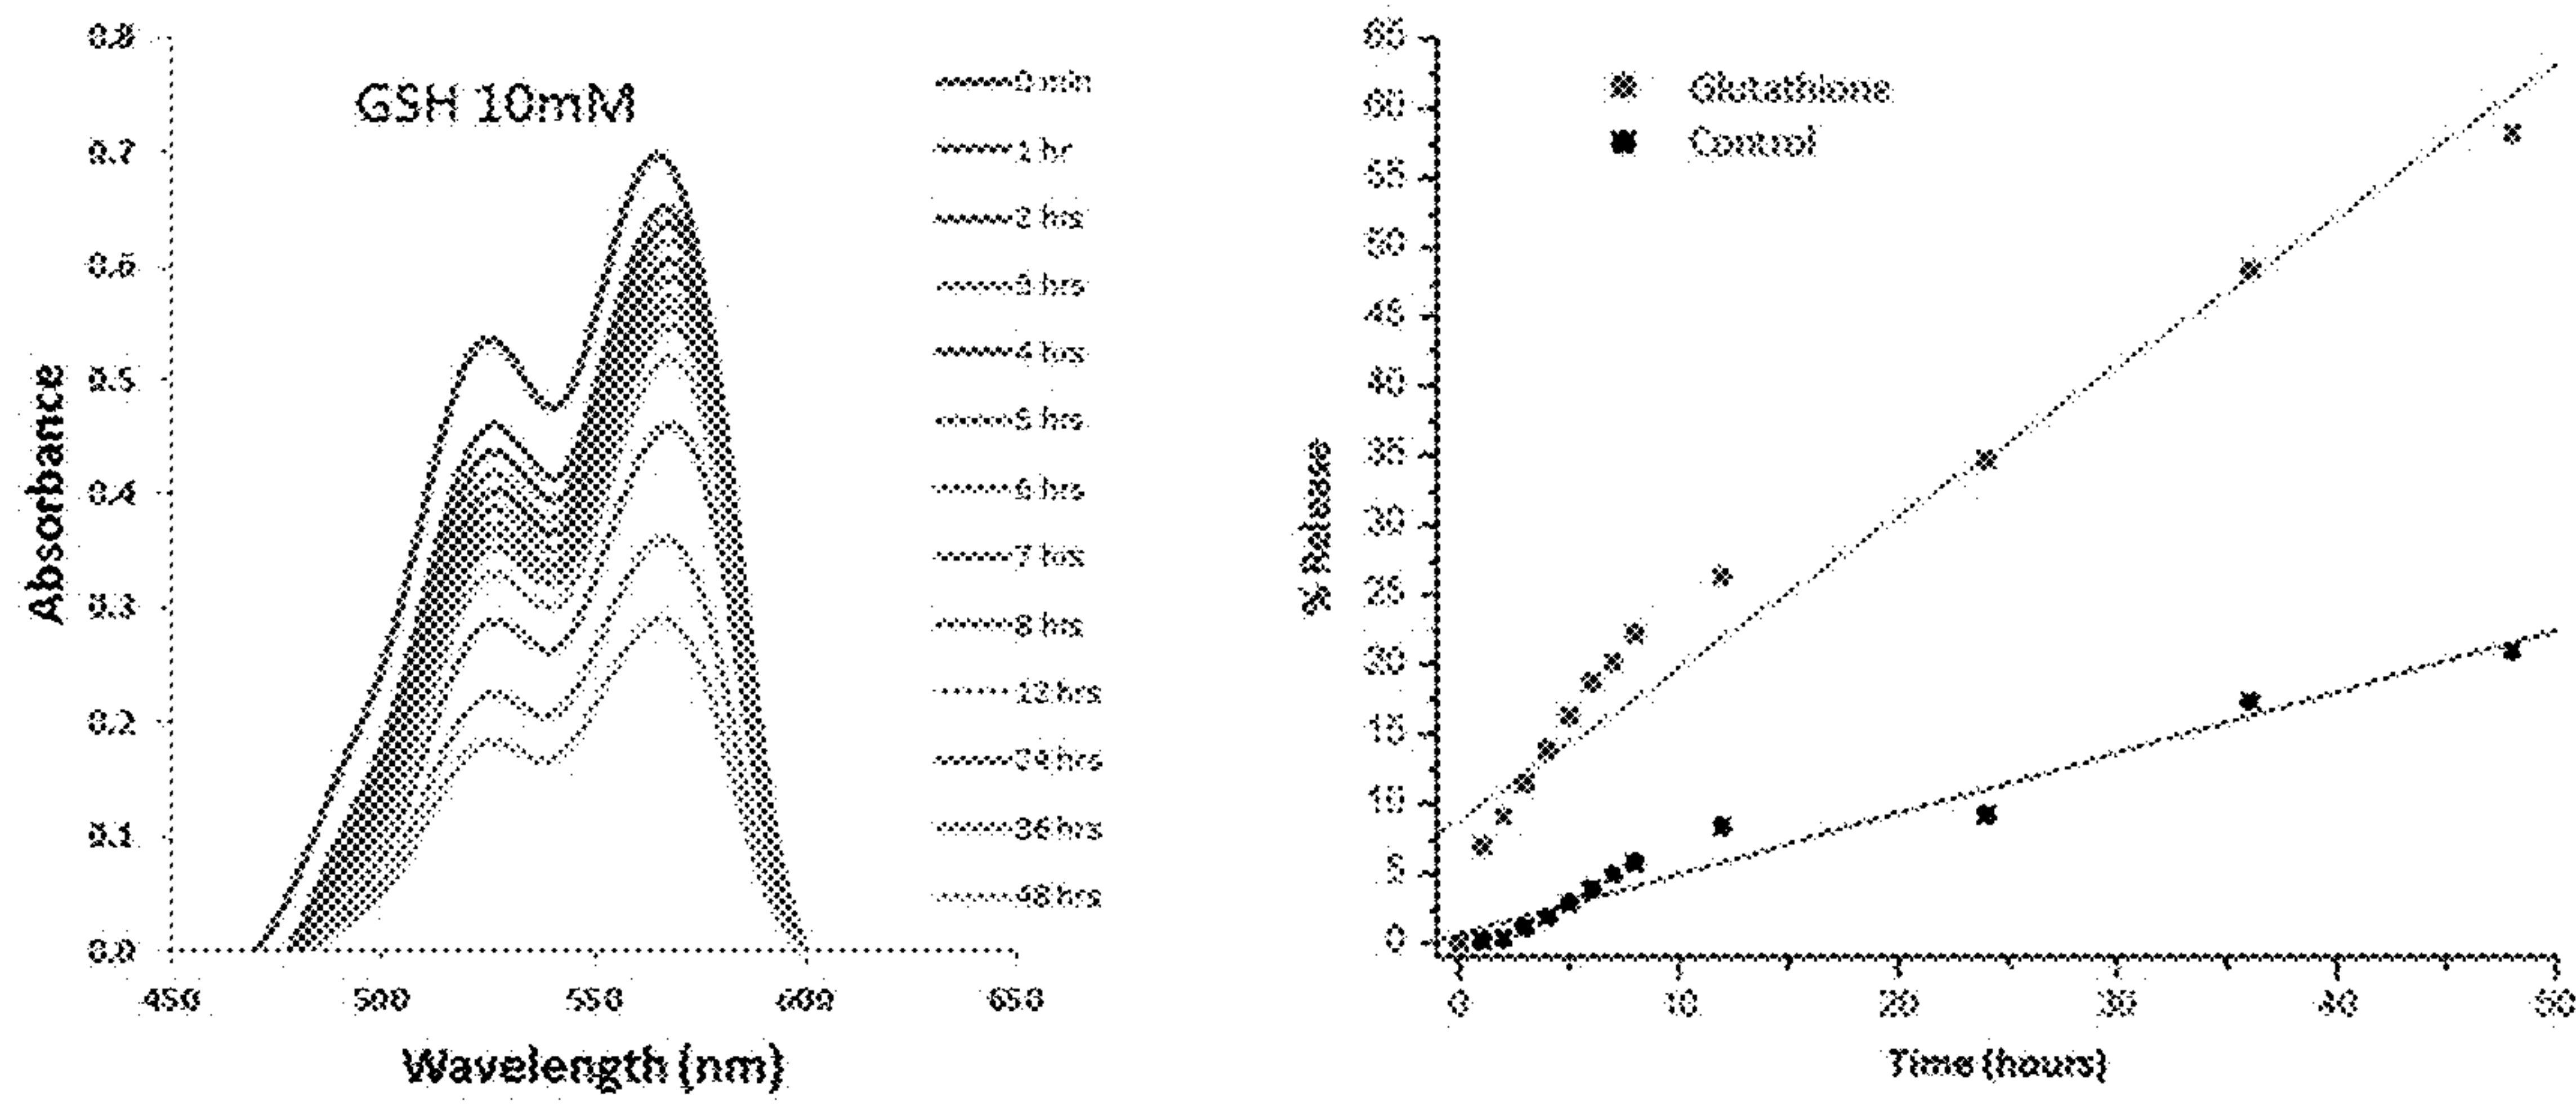 GSH 10mM
Absorbance
0.8
0.7
0.6
0.5
0.4
0.3
0.2
0.1
0.0
450 500 550 600 650
Wavelength (nm)
0 min
1 hr
2 hrs
3 hrs
4 hrs
5 hrs
6 hrs
7 hrs
8 hrs
12 hrs
24 hrs
36 hrs
48 hrs
Glutathione
Control
% Release
65
60
55
50
45
40
35
30
25
20
15
10
5
0
0 10 20 30 40 50
Time (hours)